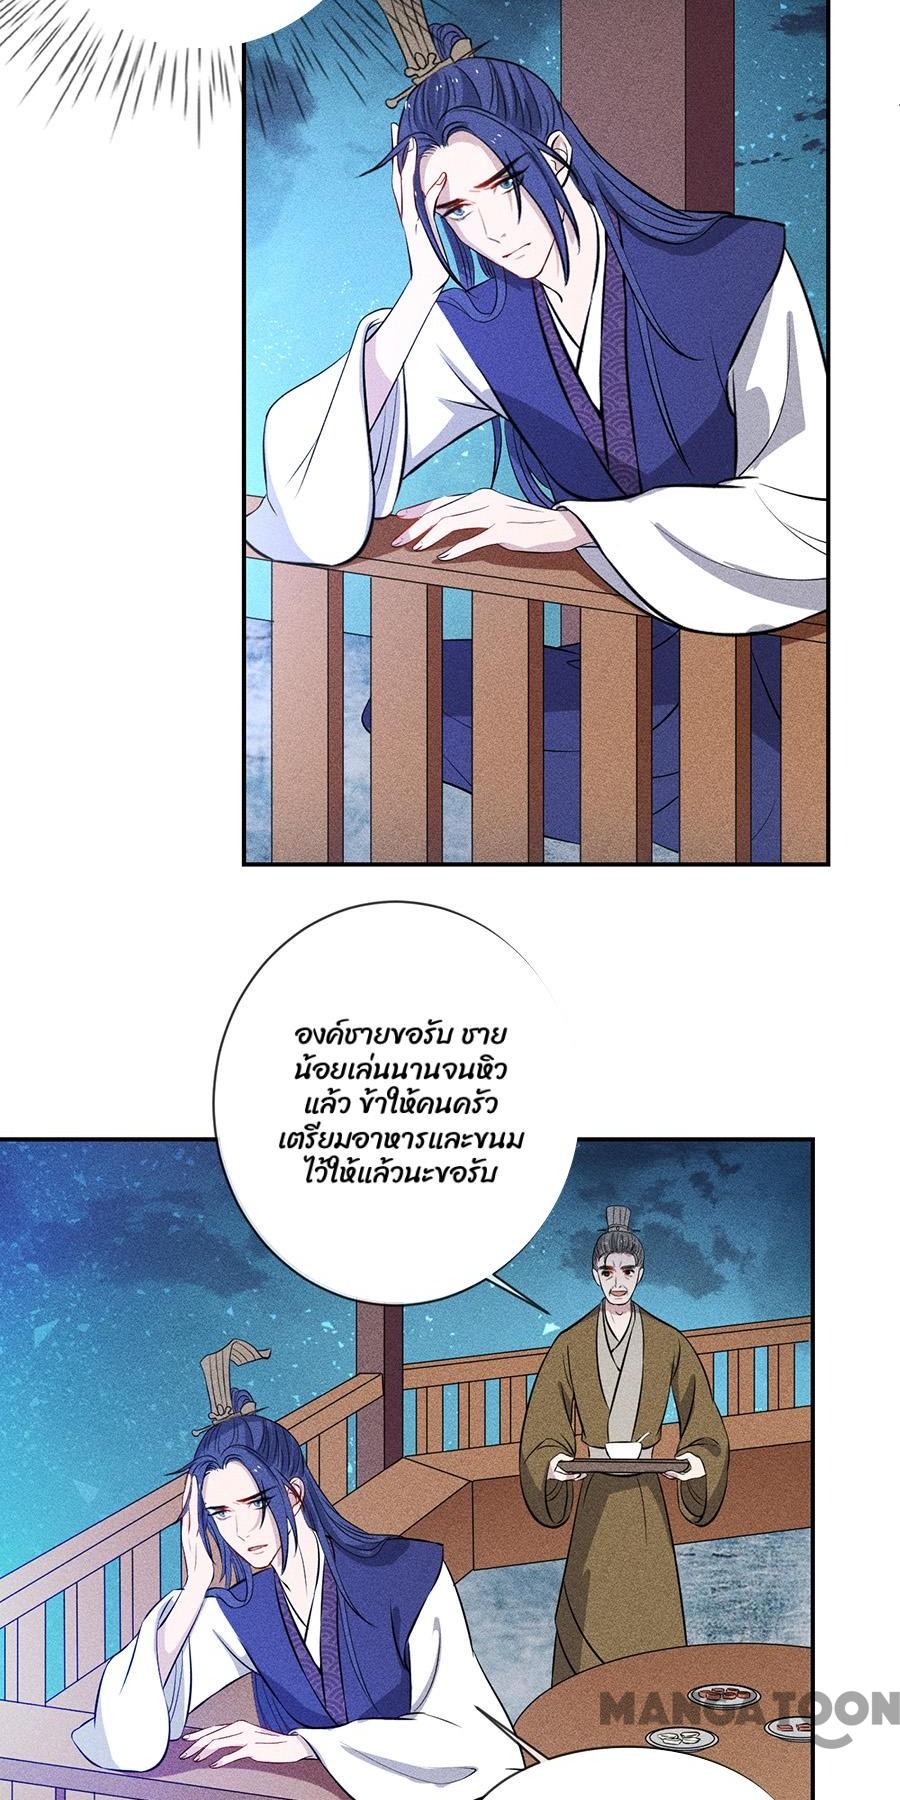 องค์ชายขอรับ ชาย
น้อยเล่นนานจนหิว
แล้ว ข้าให้คนครัว
เตรียมอาหารและขนม
ไว้ให้แล้วนะขอรับ
MANGATOON